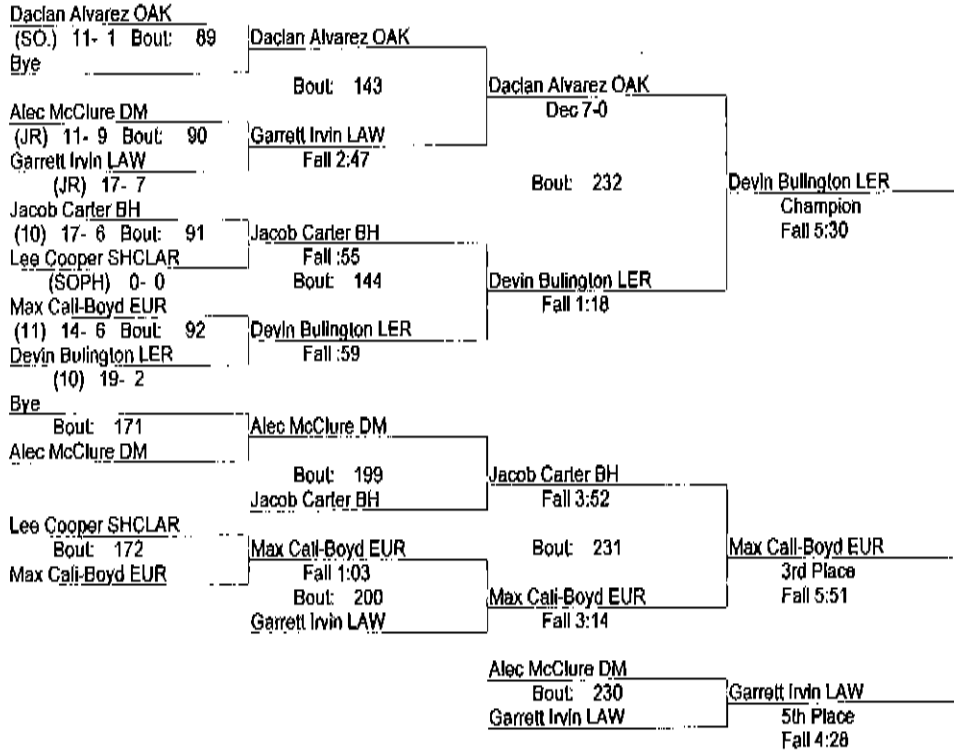 Daclan Alvarez OAK
(SO.) 11- 1 Bout: 89
Bye
Daclan Alvarez OAK
Bout: 143
Alec McClure DM
(JR) 11- 9 Bout: 90
Garrett Irvin LAW
(JR) 17- 7
Garrett Irvin LAW
Fall 2:47
Daclan Alvarez OAK
Dec 7-0
Bout: 232
Jacob Carter BH
(10) 17- 6 Bout: 91
Lee Cooper SHCLAR
(SOPH) 0- 0
Jacob Carter BH
Fall :55
Bout: 144
Max Cali-Boyd EUR
(11) 14- 6 Bout: 92
Devin Bulington LER
(10) 19- 2
Devin Bulington LER
Fall :59
Devin Bulington LER
Fall 1:18
Devin Bulington LER
Champion
Fall 5:30
Bye
Bout: 171
Alec McClure DM
Alec McClure DM
Bout: 199
Jacob Carter BH
Jacob Carter BH
Fall 3:52
Bout: 231
Lee Cooper SHCLAR
Bout: 172
Max Cali-Boyd EUR
Max Cali-Boyd EUR
Fall 1:03
Bout: 200
Garrett Irvin LAW
Max Cali-Boyd EUR
Fall 3:14
Max Cali-Boyd EUR
3rd Place
Fall 5:51
Alec McClure DM
Bout: 230
Garrett Irvin LAW
Garrett Irvin LAW
5th Place
Fall 4:28